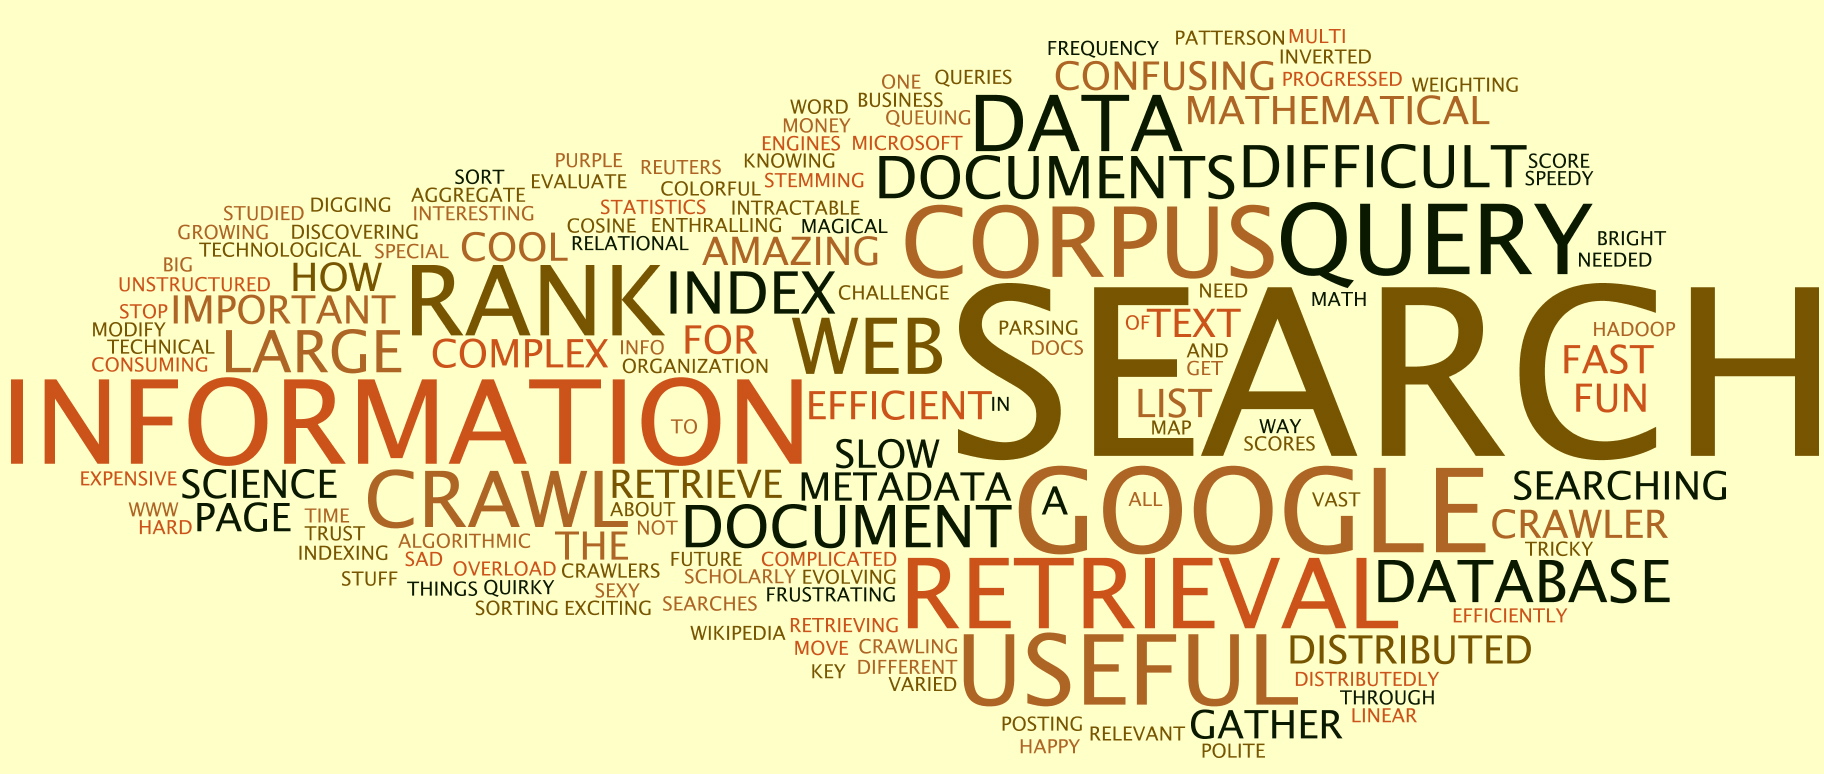 PATTERSON
MULTI
FREQUENCY
INVERTED
CONFUSING
PROGRESSED
WEIGHTING
ONE
QUERIES
WORD
BUSINESS
DATA
MATHEMATICAL
MONEY
QUEUING
ENGINES
MICROSOFT
PURPLE
REUTERS
KNOWING
DOCUMENTS
DIFFICULT
SCORE
SPEEDY
SORT
EVALUATE
COLORFUL
STEMMING
AGGREGATE
STUDIED
DIGGING
INTERESTING
STATISTICS
INTRACTABLE
GROWING
DISCOVERING
COSINE
ENTHRALLING
MAGICAL
CORPUS
QUERY
BRIGHT
NEEDED
TECHNOLOGICAL
SPECIAL
COOL
RELATIONAL
AMAZING
BIG
UNSTRUCTURED
HOW
RANK
INDEX
CHALLENGE
NEED
MATH
STOP
IMPORTANT
MODIFY
TECHNICAL
CONSUMING
LARGE
COMPLEX
INFO
FOR
ORGANIZATION
WEB
SEARCH
PARSING
DOCS
OF
TEXT
AND
GET
HADOOP
FAST
FUN
INFORMATION
TO
EFFICIENT
IN
LIST
MAP
WAY
SCORES
SLOW
EXPENSIVE
SCIENCE
CRAWL
RETRIEVE
METADATA
GOOGLE
A
ALL
VAST
SEARCHING
WWW
HARD
PAGE
TIME
TRUST
ABOUT
NOT
DOCUMENT
CRAWLER
TRICKY
INDEXING
ALGORITHMIC
SAD
THE
FUTURE
COMPLICATED
STUFF
OVERLOAD
CRAWLERS
SCHOLARLY
EVOLVING
RETRIEVAL
DATABASE
THINGS
QUIRKY
SEXY
FRUSTRATING
SORTING
EXCITING
SEARCHES
EFFICIENTLY
WIKIPEDIA
RETRIEVING
MOVE
CRAWLING
USEFUL
DISTRIBUTED
KEY
DIFFERENT
VARIED
DISTRIBUTEDLY
THROUGH
LINEAR
POSTING
RELEVANT
GATHER
HAPPY
POLITE